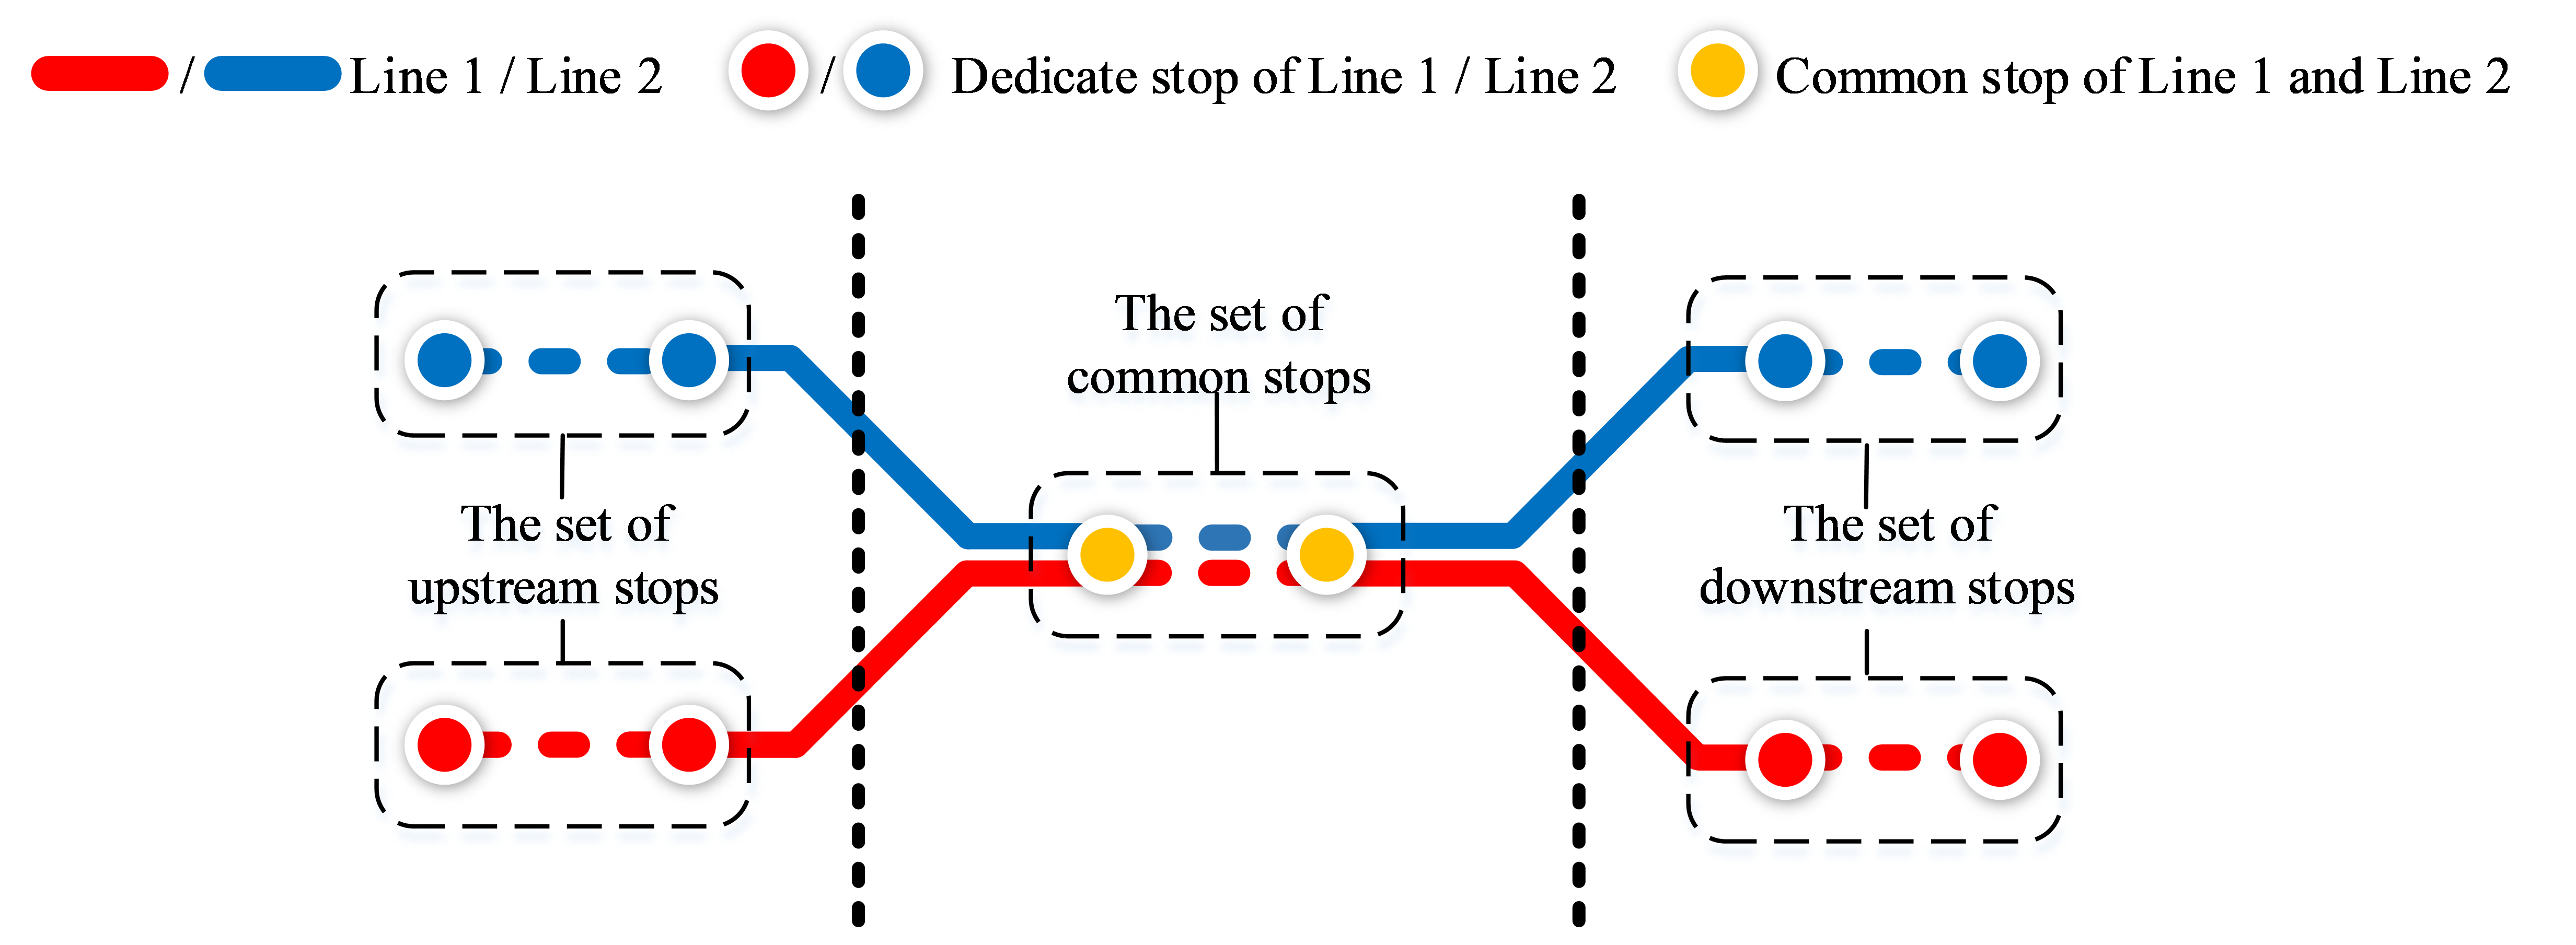 / Line 1 / Line 2 / Dedicate stop of Line 1 / Line 2 Common stop of Line 1 and Line 2
The set of
common stops
The set of
upstream stops
The set of
downstream stops